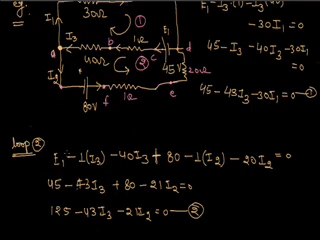 eg.
30Ω
I₁
①
a
I₃
b
1Ω
c
E₁
d
40Ω
②
45V
20Ω
I₂
80V
f
1Ω
e
-30I₁ = 0
45 - I₃ - 40I₃ - 30I₁ = 0
45 - 43I₃ - 30I₁ = 0 —①
loop ②
E₁ - 1(I₃) - 40I₃ + 80 - 1(I₂) - 20I₂ = 0
45 - 43I₃ + 80 - 21I₂ = 0
125 - 43I₃ - 21I₂ = 0 —②